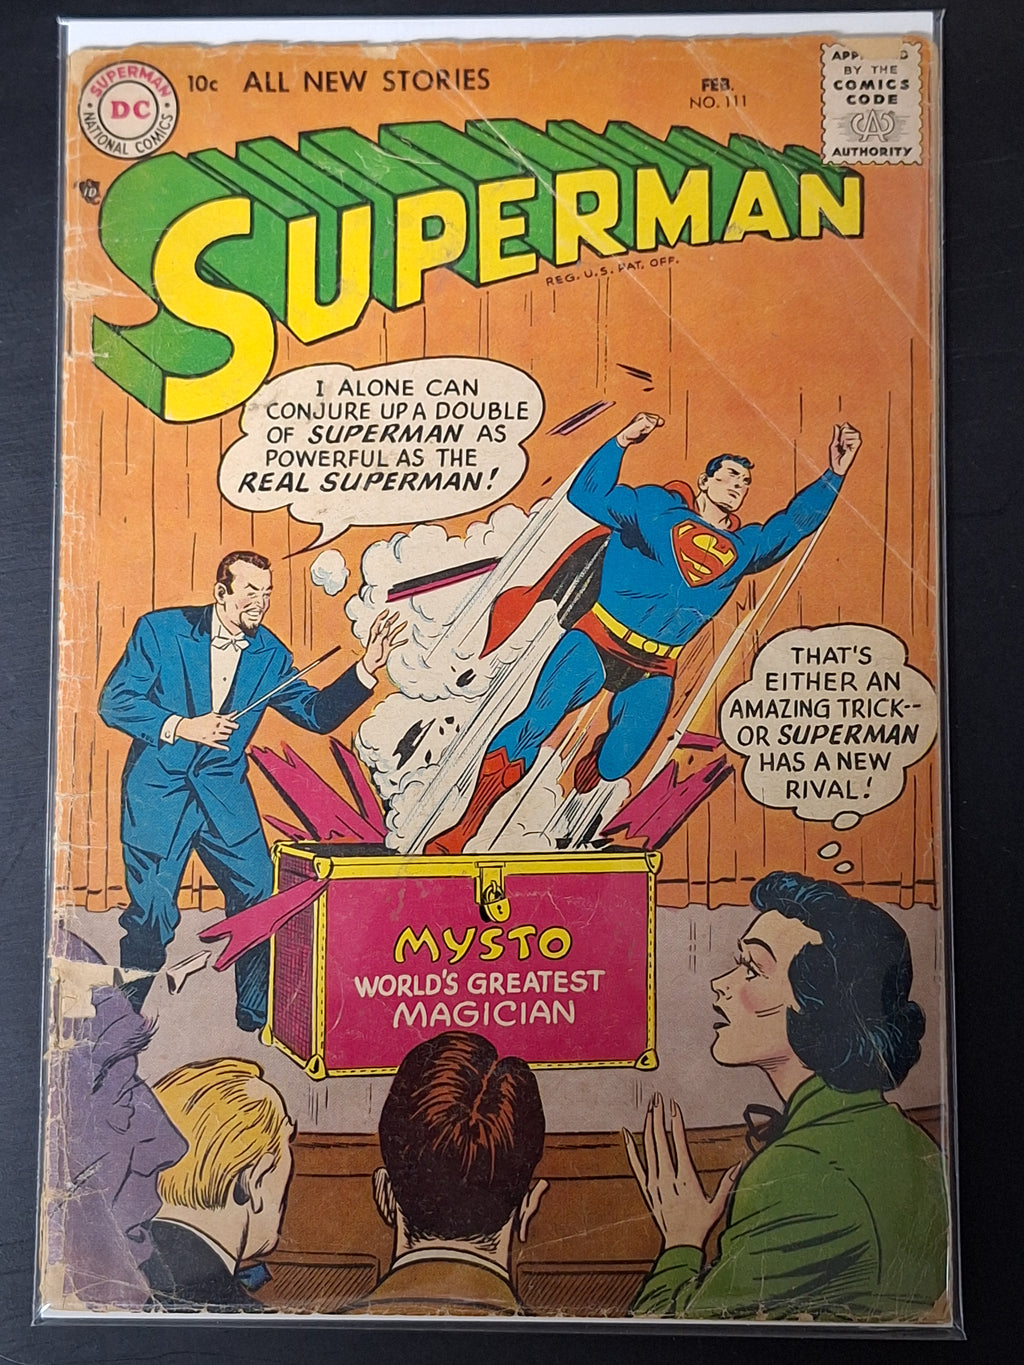 SUPERMAN
DC
NATIONAL COMICS
10c ALL NEW STORIES
FEB.
NO. 111
BY THE
COMICS
CODE
AUTHORITY
SUPERMAN
REG. U.S. PAT. OFF.
I ALONE CAN
CONJURE UP A DOUBLE
OF SUPERMAN AS
POWERFUL AS THE
REAL SUPERMAN!
S
THAT'S
EITHER AN
AMAZING TRICK--
OR SUPERMAN
HAS A NEW
RIVAL!
MYSTO
WORLD'S GREATEST
MAGICIAN